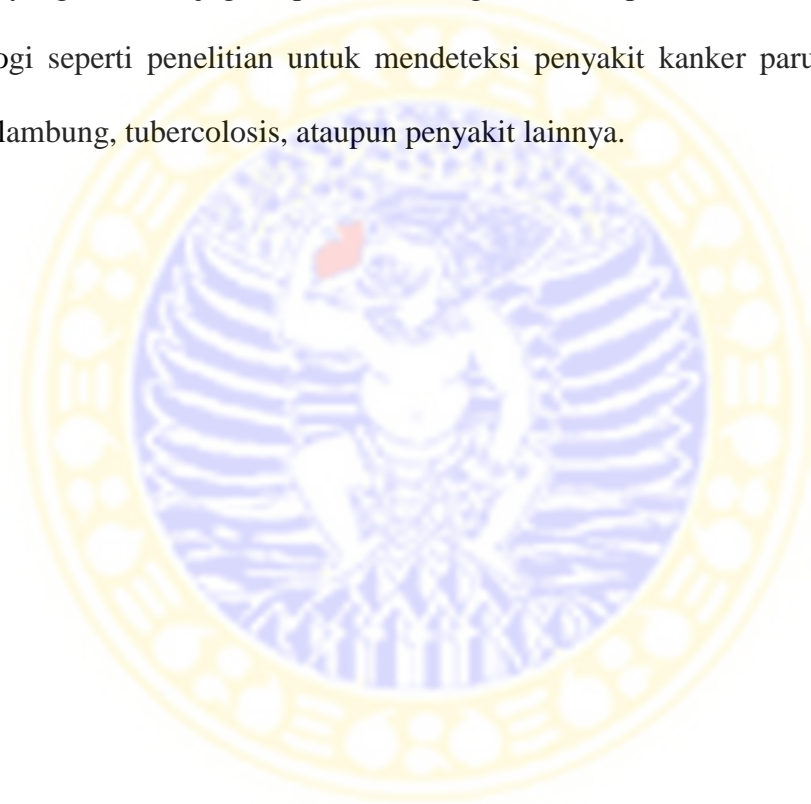 ogi seperti penelitian untuk mendeteksi penyakit kanker paru
lambung, tubercolosis, ataupun penyakit lainnya.